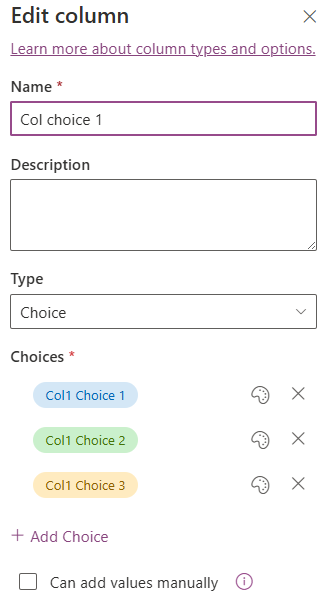 Edit column
Learn more about column types and options.
Name *
Col choice 1
Description
Type
Choice
Choices *
Col1 Choice 1
Col1 Choice 2
Col1 Choice 3
+ Add Choice
Can add values manually